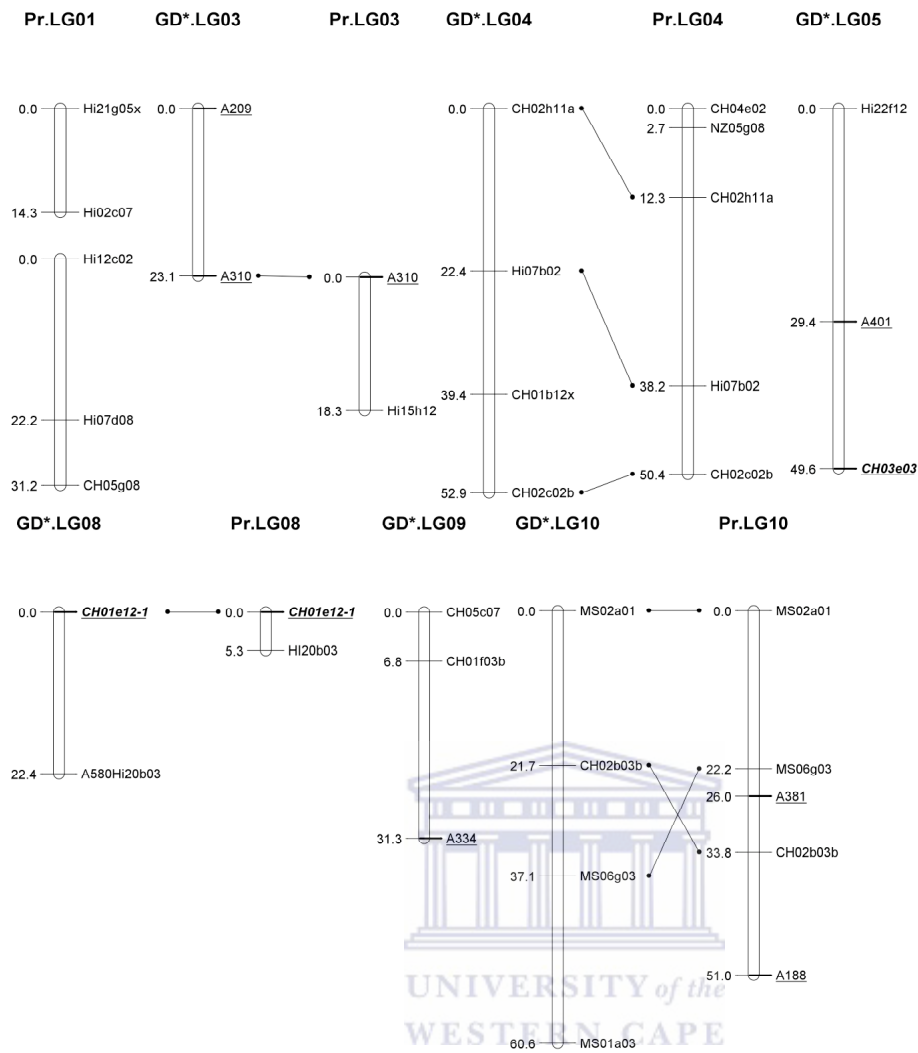 Pr.LG01 GD*.LG03 Pr.LG03 GD*.LG04 Pr.LG04 GD*.LG05
0.0 Hi21g05x
14.3 Hi02c07
0.0 Hi12c02
22.2 Hi07d08
31.2 CH05g08
0.0 A209
23.1 A310
0.0 A310
18.3 Hi15h12
0.0 CH02h11a
22.4 Hi07b02
39.4 CH01b12x
52.9 CH02c02b
0.0 CH04e02
2.7 NZ05g08
12.3 CH02h11a
38.2 Hi07b02
50.4 CH02c02b
0.0 Hi22f12
29.4 A401
49.6 CH03e03
GD*.LG08 Pr.LG08 GD*.LG09 GD*.LG10 Pr.LG10
0.0 CH01e12-1
22.4 A580Hi20b03
0.0 CH01e12-1
5.3 HI20b03
0.0 CH05c07
6.8 CH01f03b
31.3 A334
0.0 MS02a01
21.7 CH02b03b
37.1 MS06g03
60.6 MS01a03
0.0 MS02a01
22.2 MS06g03
26.0 A381
33.8 CH02b03b
51.0 A188
UNIVERSITY of the
WESTERN CAPE